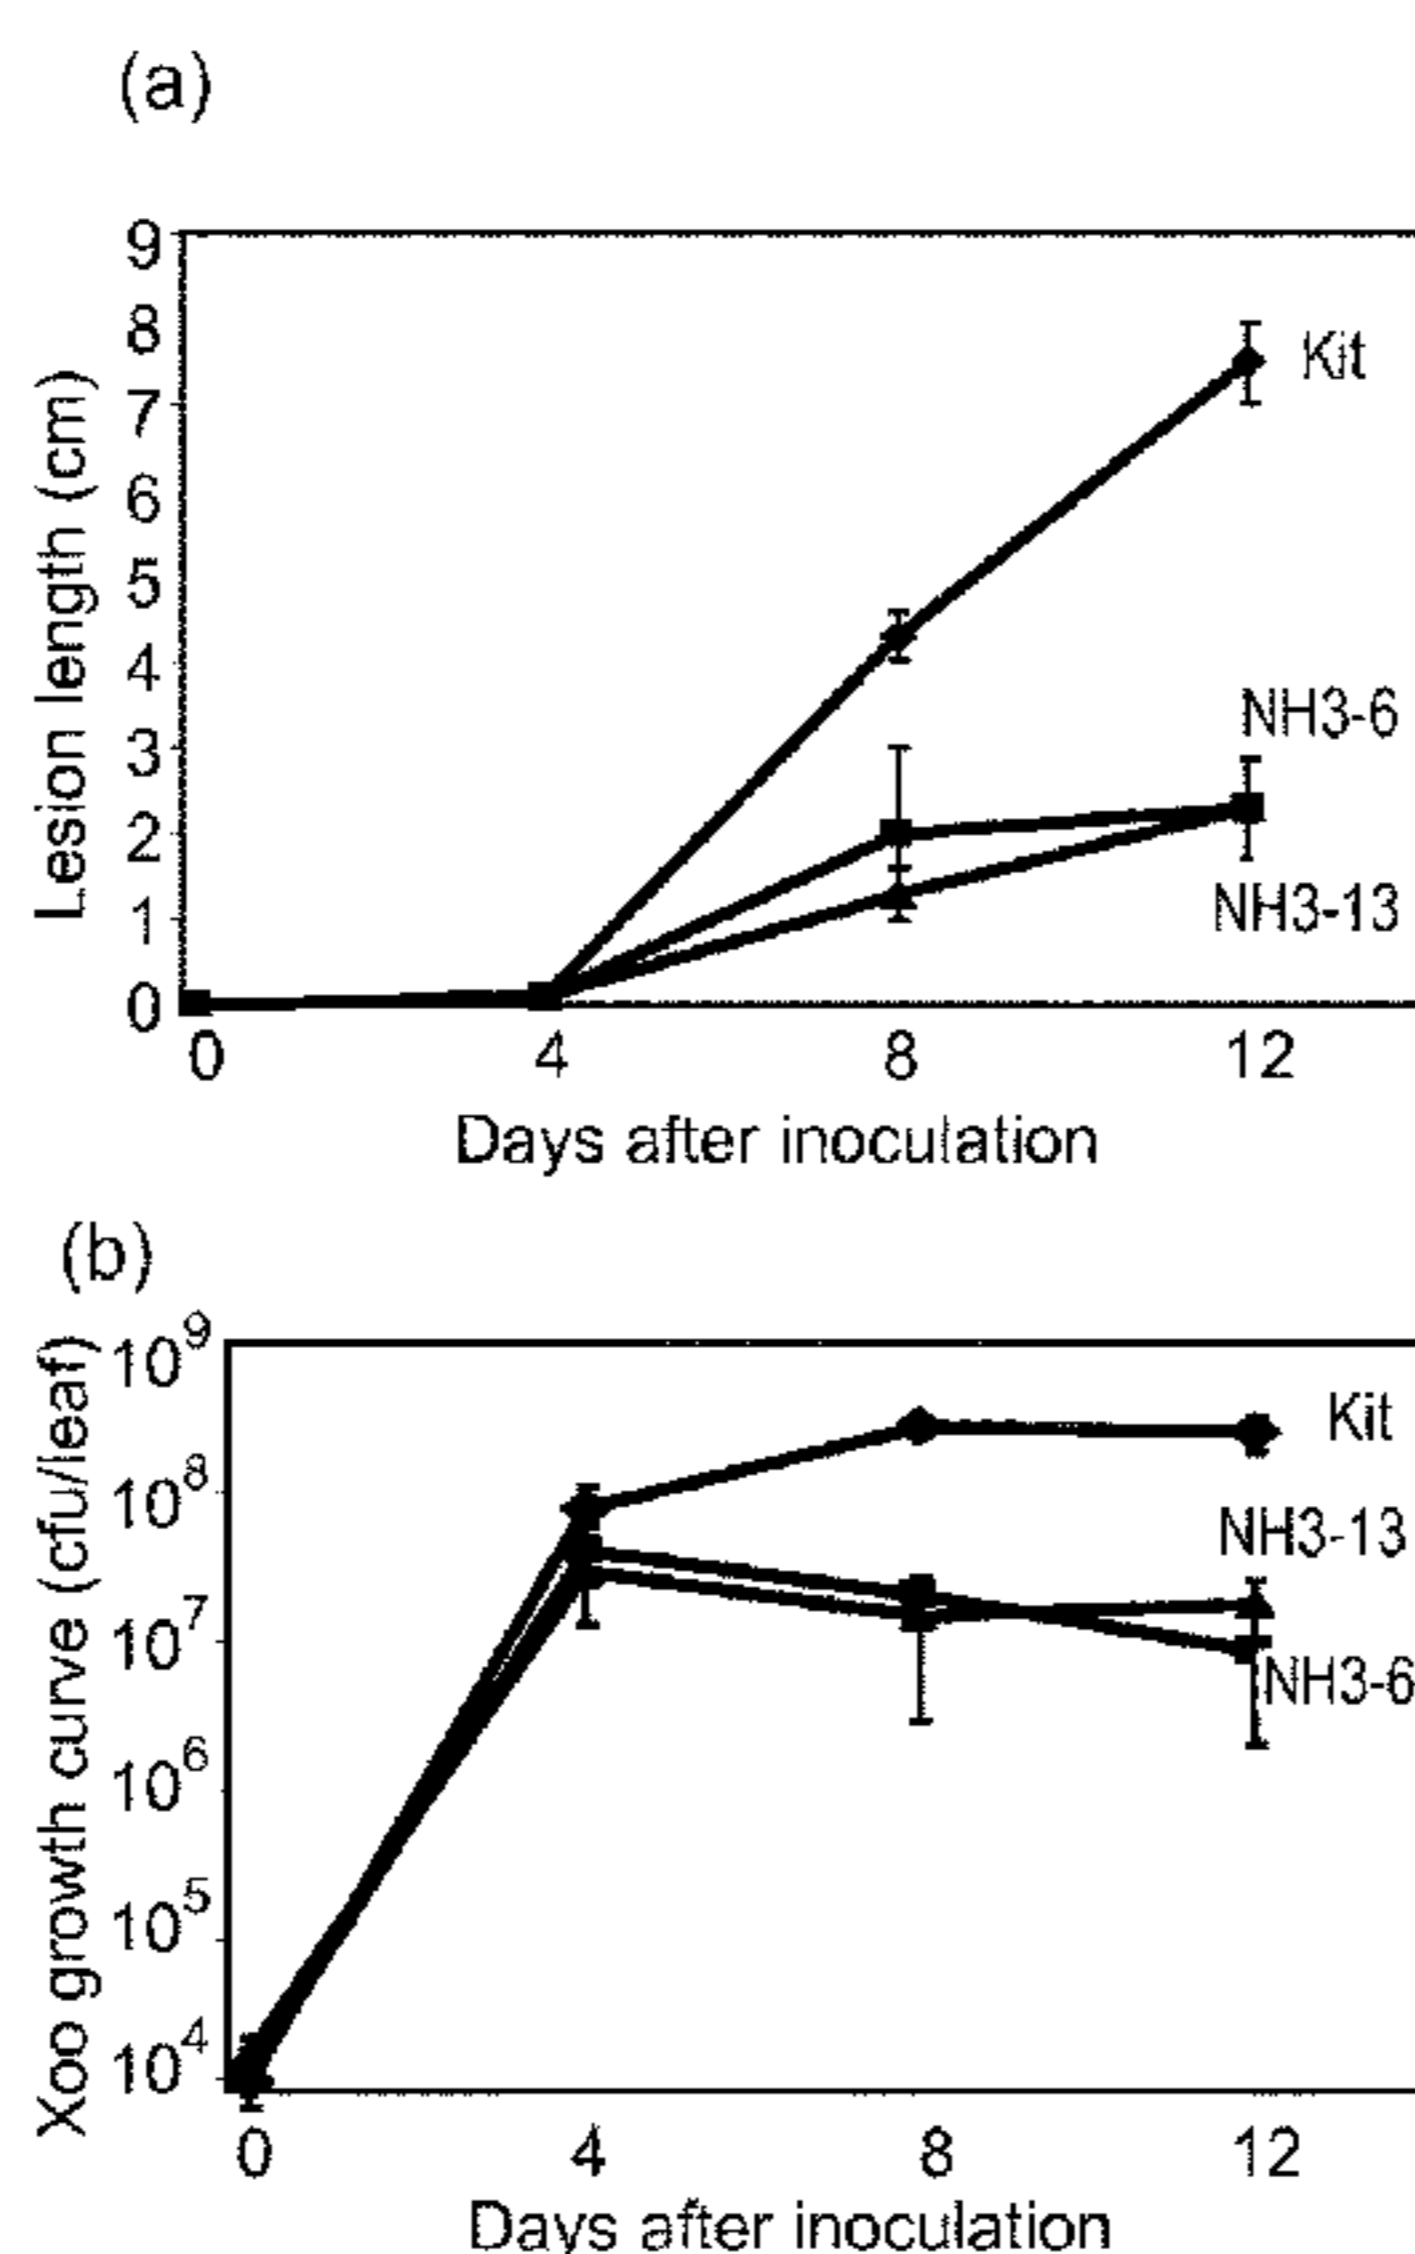 (a)
Lesion length (cm)
9
8
7
6
5
4
3
2
1
0
Kit
NH3-6
NH3-13
0 4 8 12
Days after inoculation
(b)
Xoo growth curve (cfu/leaf)
10⁹
10⁸
10⁷
10⁶
10⁵
10⁴
Kit
NH3-13
NH3-6
0 4 8 12
Days after inoculation